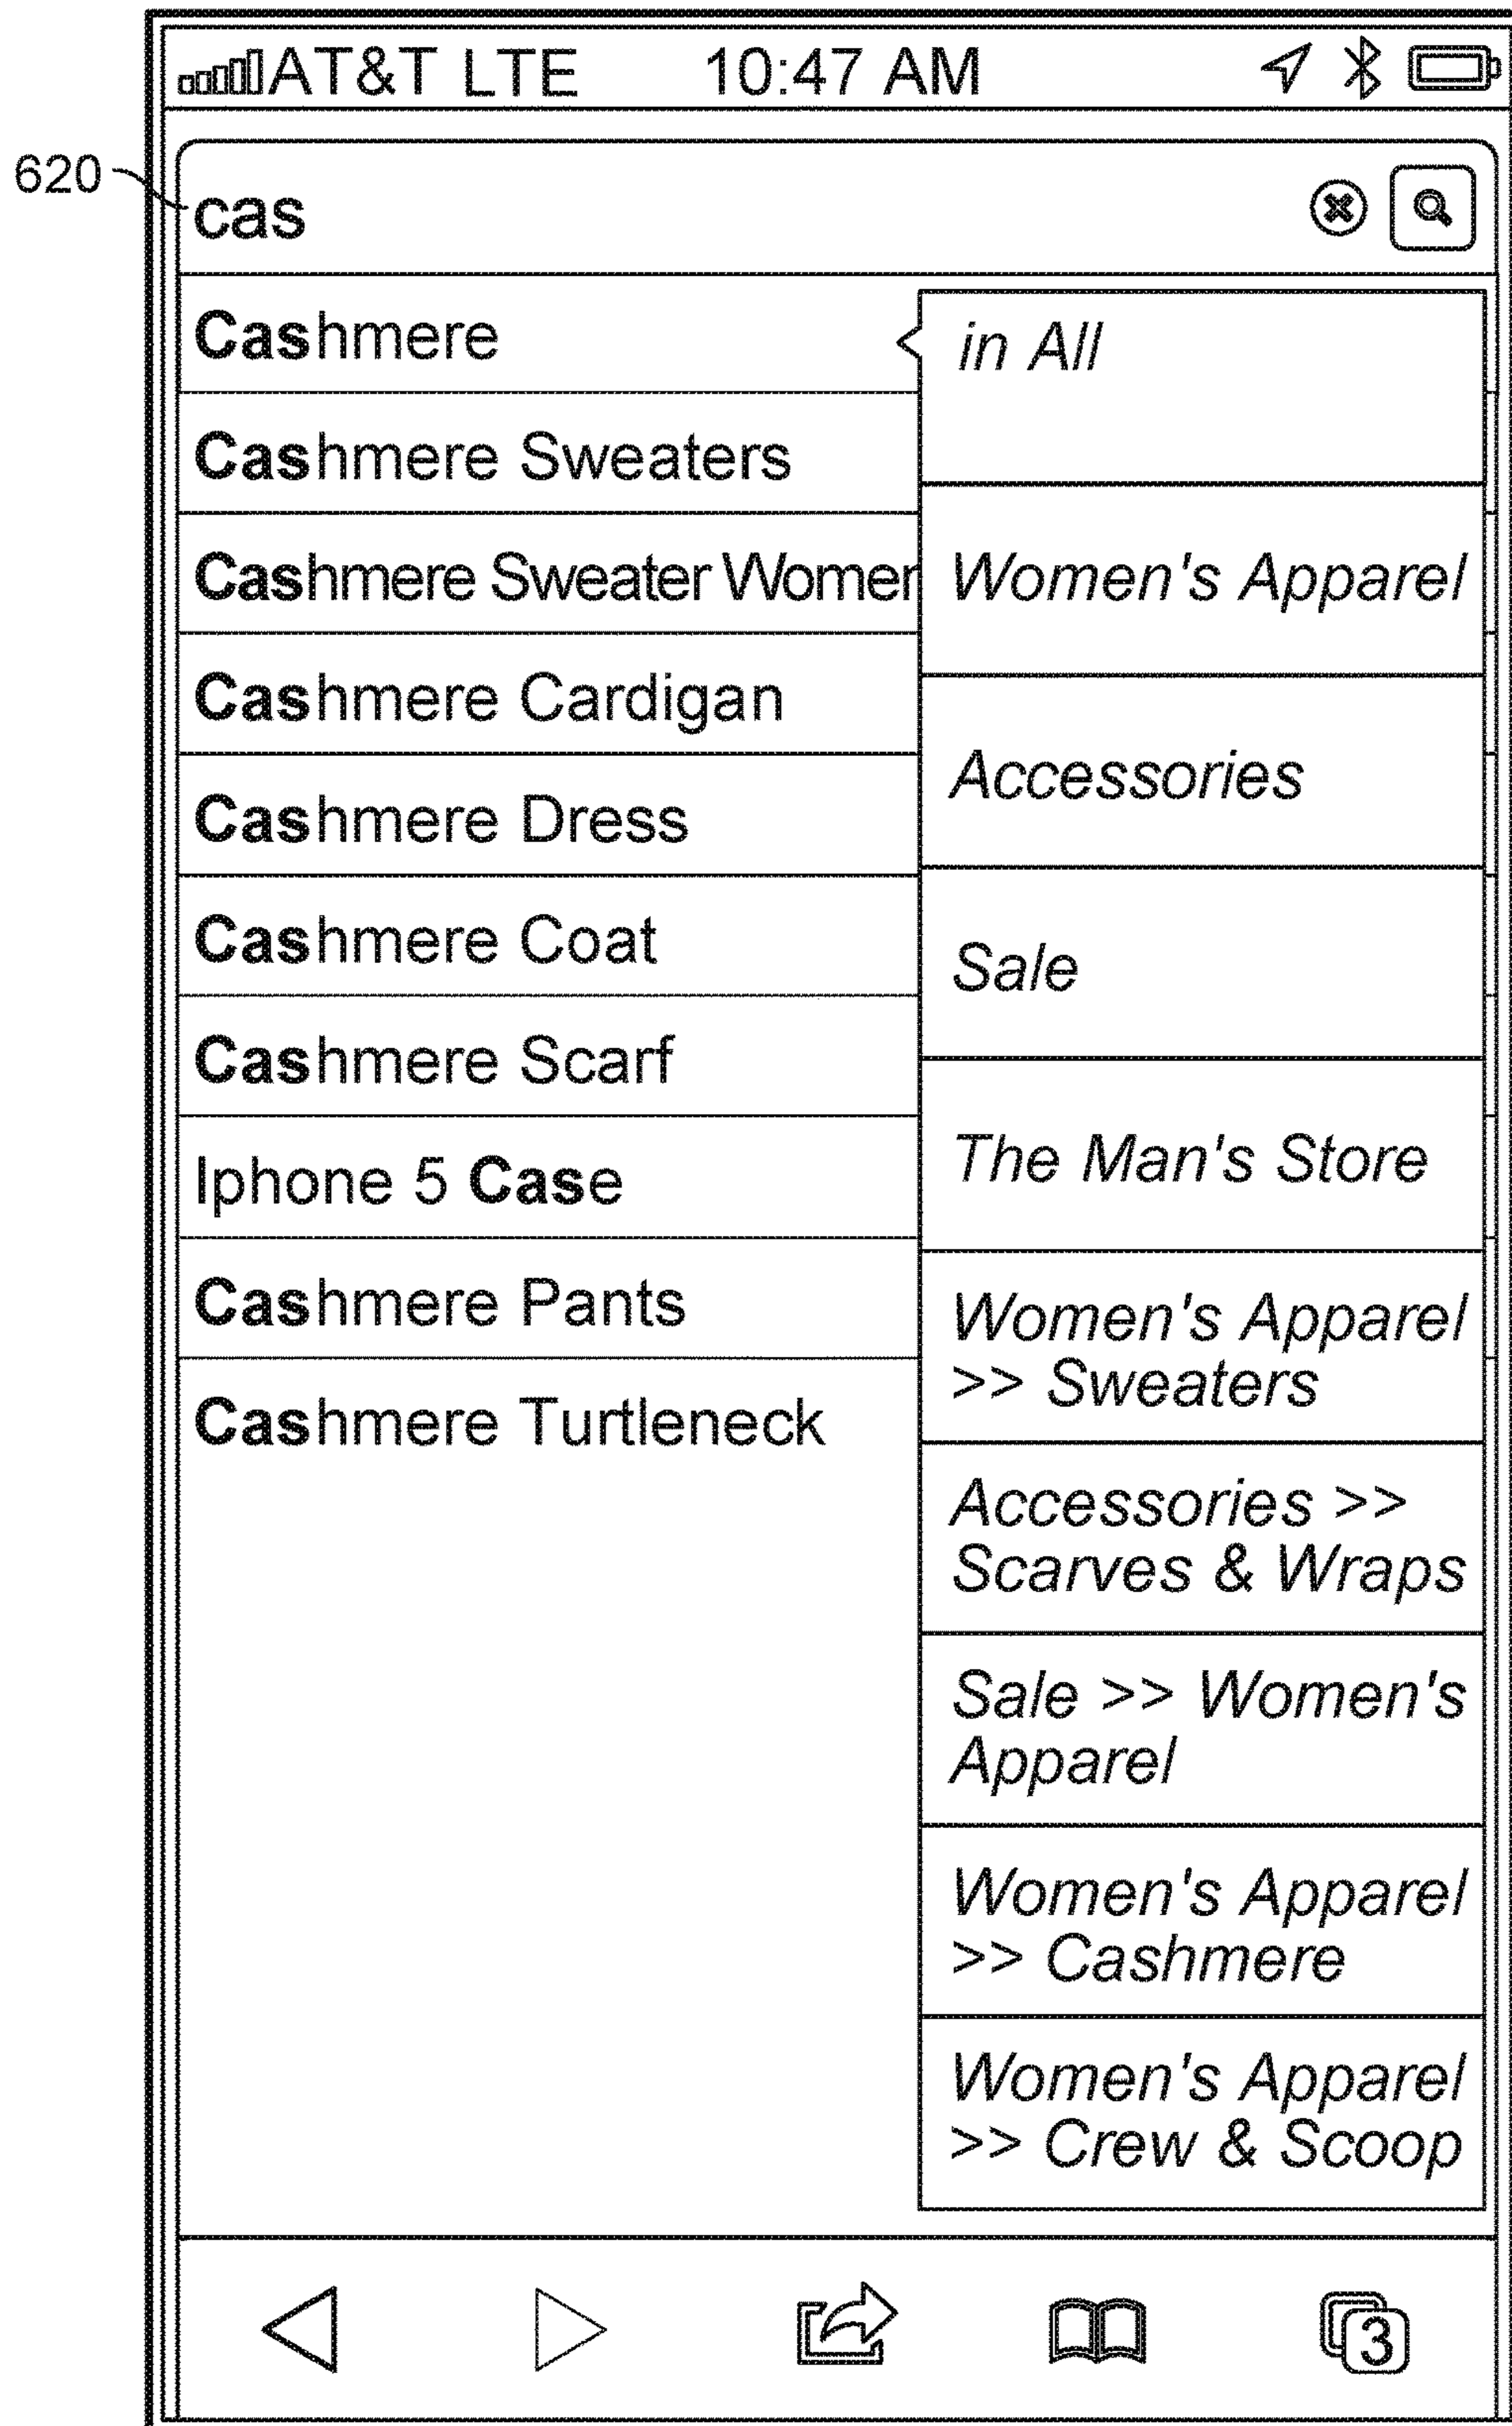 AT&T LTE 10:47 AM
620
cas
Cashmere
Cashmere Sweaters
Cashmere Sweater Women
Cashmere Cardigan
Cashmere Dress
Cashmere Coat
Cashmere Scarf
Iphone 5 Case
Cashmere Pants
Cashmere Turtleneck
in All
Women's Apparel
Accessories
Sale
The Man's Store
Women's Apparel
>> Sweaters
Accessories >>
Scarves & Wraps
Sale >> Women's
Apparel
Women's Apparel
>> Cashmere
Women's Apparel
>> Crew & Scoop
3